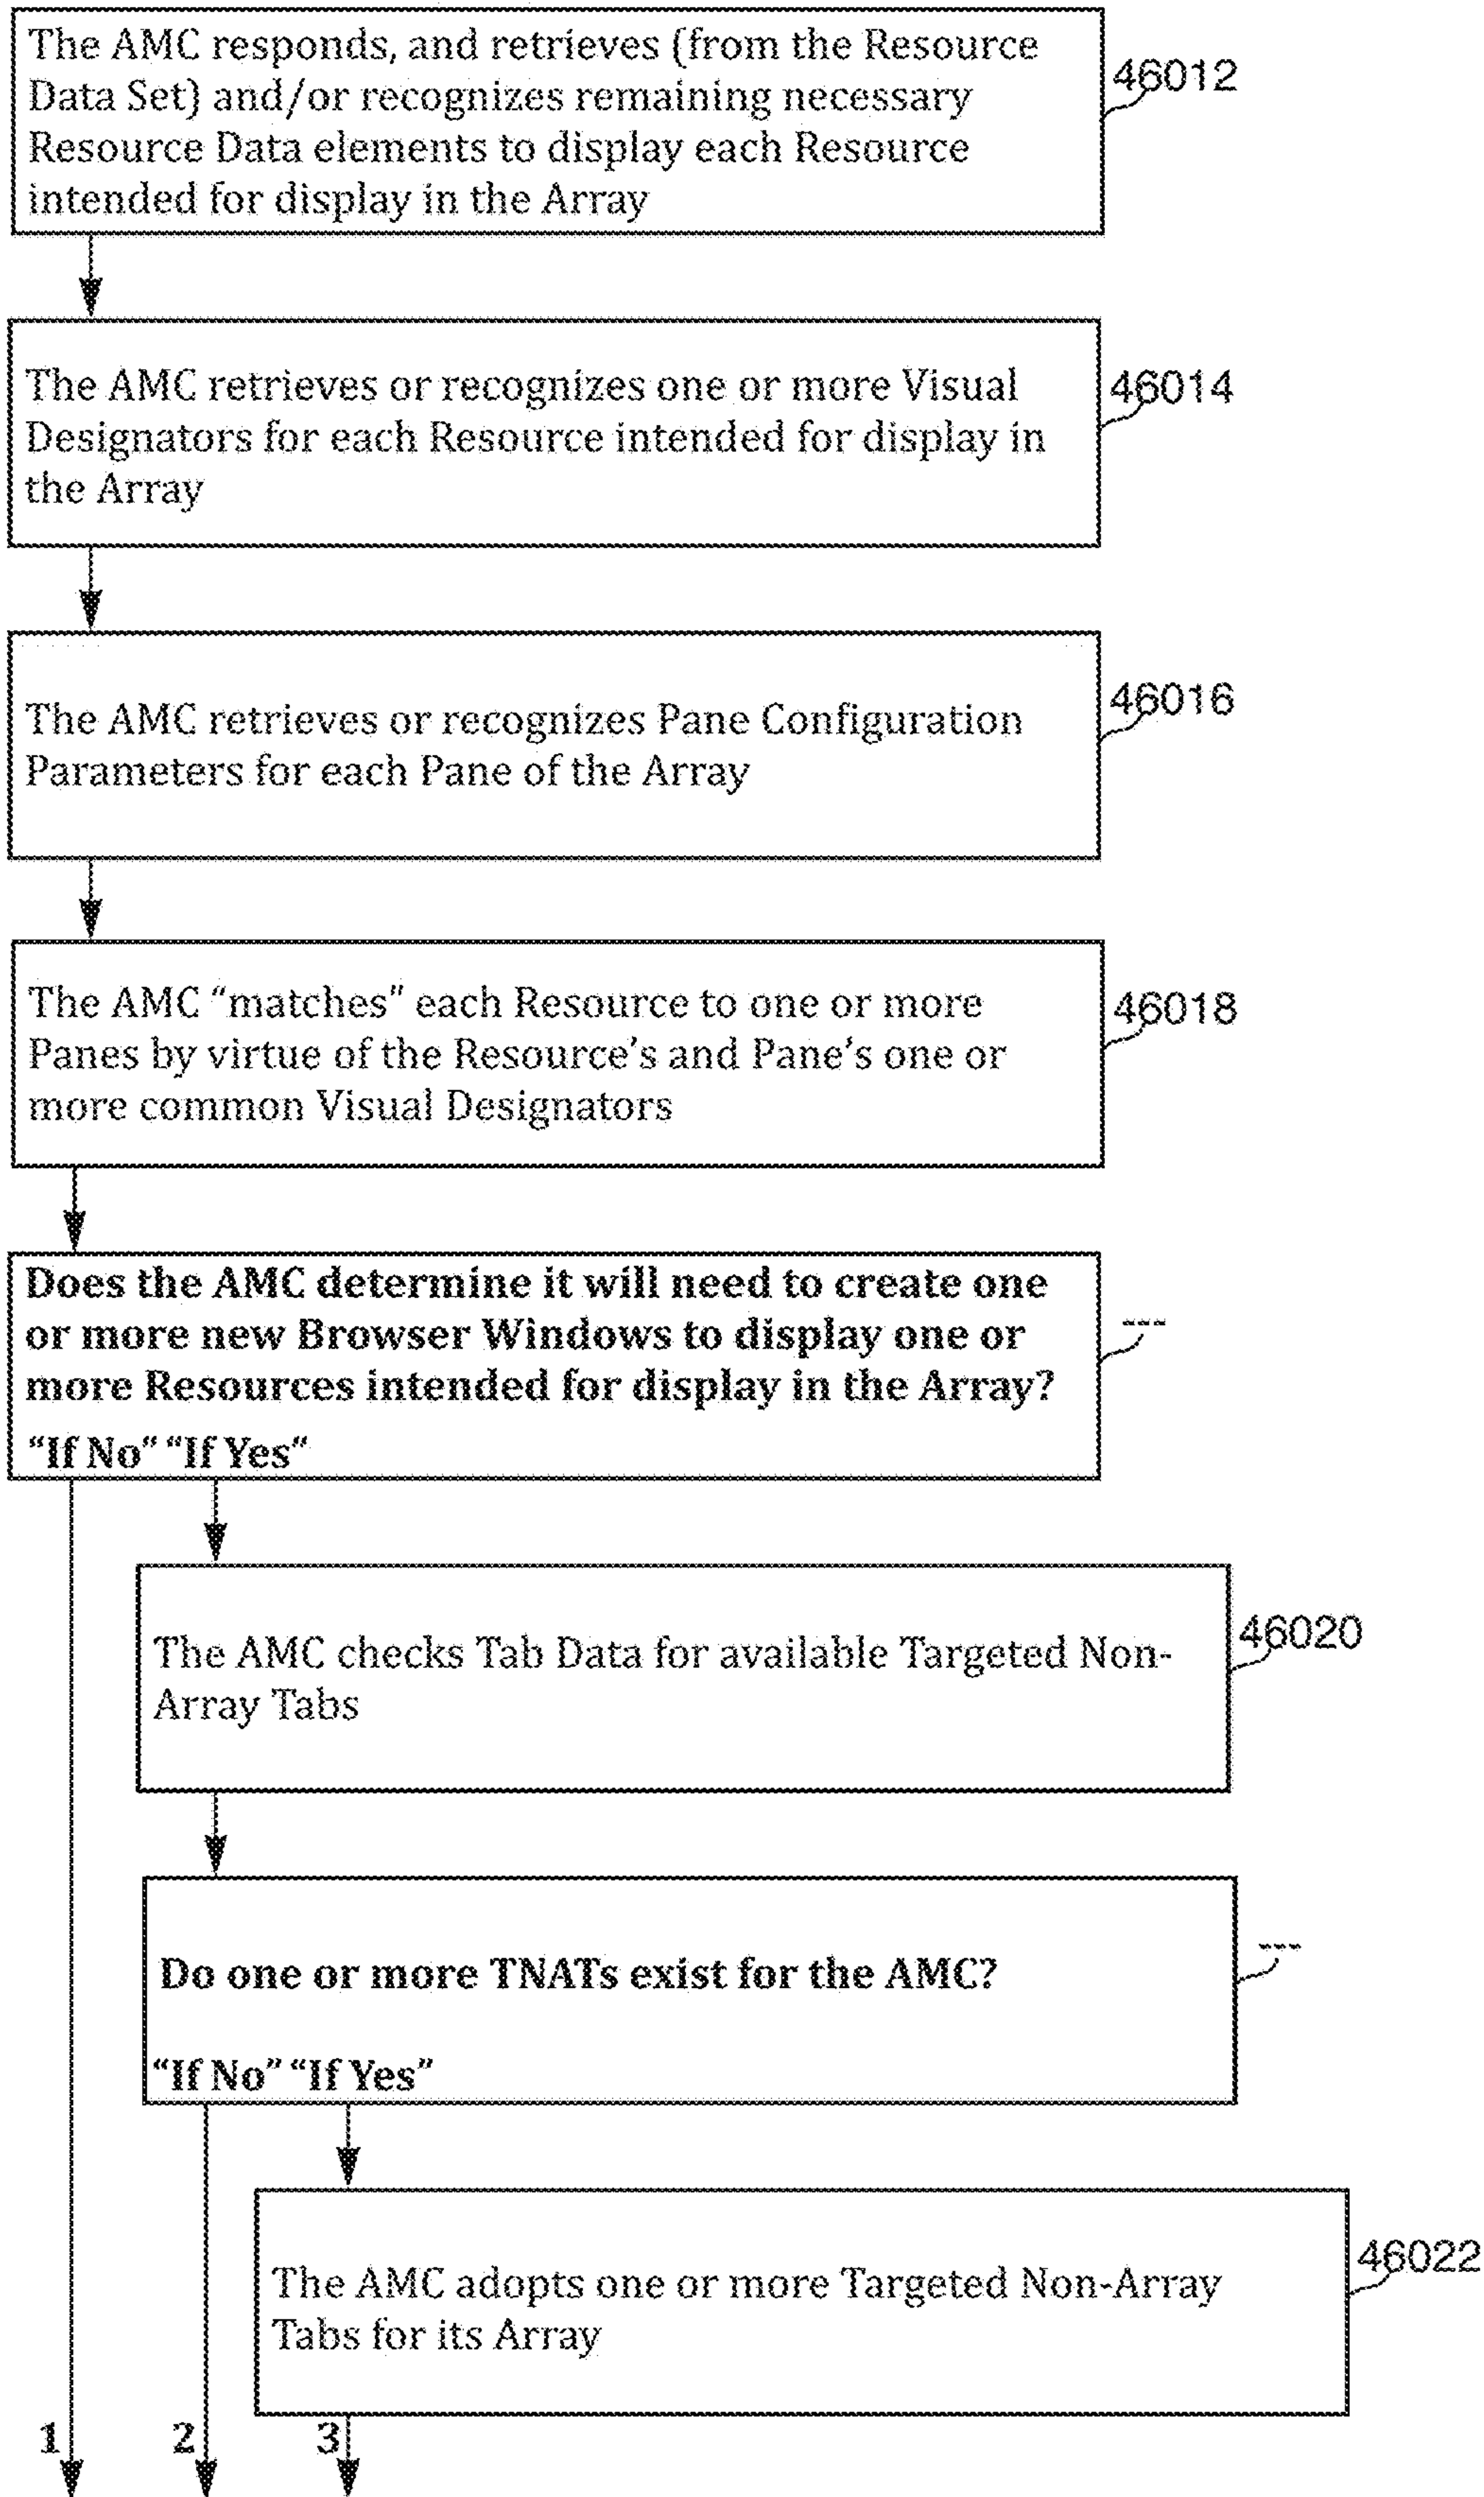 The AMC responds, and retrieves (from the Resource
Data Set) and/or recognizes remaining necessary
Resource Data elements to display each Resource
intended for display in the Array
46012
The AMC retrieves or recognizes one or more Visual
Designators for each Resource intended for display in
the Array
46014
The AMC retrieves or recognizes Pane Configuration
Parameters for each Pane of the Array
46016
The AMC “matches” each Resource to one or more
Panes by virtue of the Resource’s and Pane’s one or
more common Visual Designators
46018
Does the AMC determine it will need to create one
or more new Browser Windows to display one or
more Resources intended for display in the Array?
“If No” “If Yes”
---
The AMC checks Tab Data for available Targeted Non-
Array Tabs
46020
Do one or more TNATs exist for the AMC?
“If No” “If Yes”
---
The AMC adopts one or more Targeted Non-Array
Tabs for its Array
46022
1 2 3